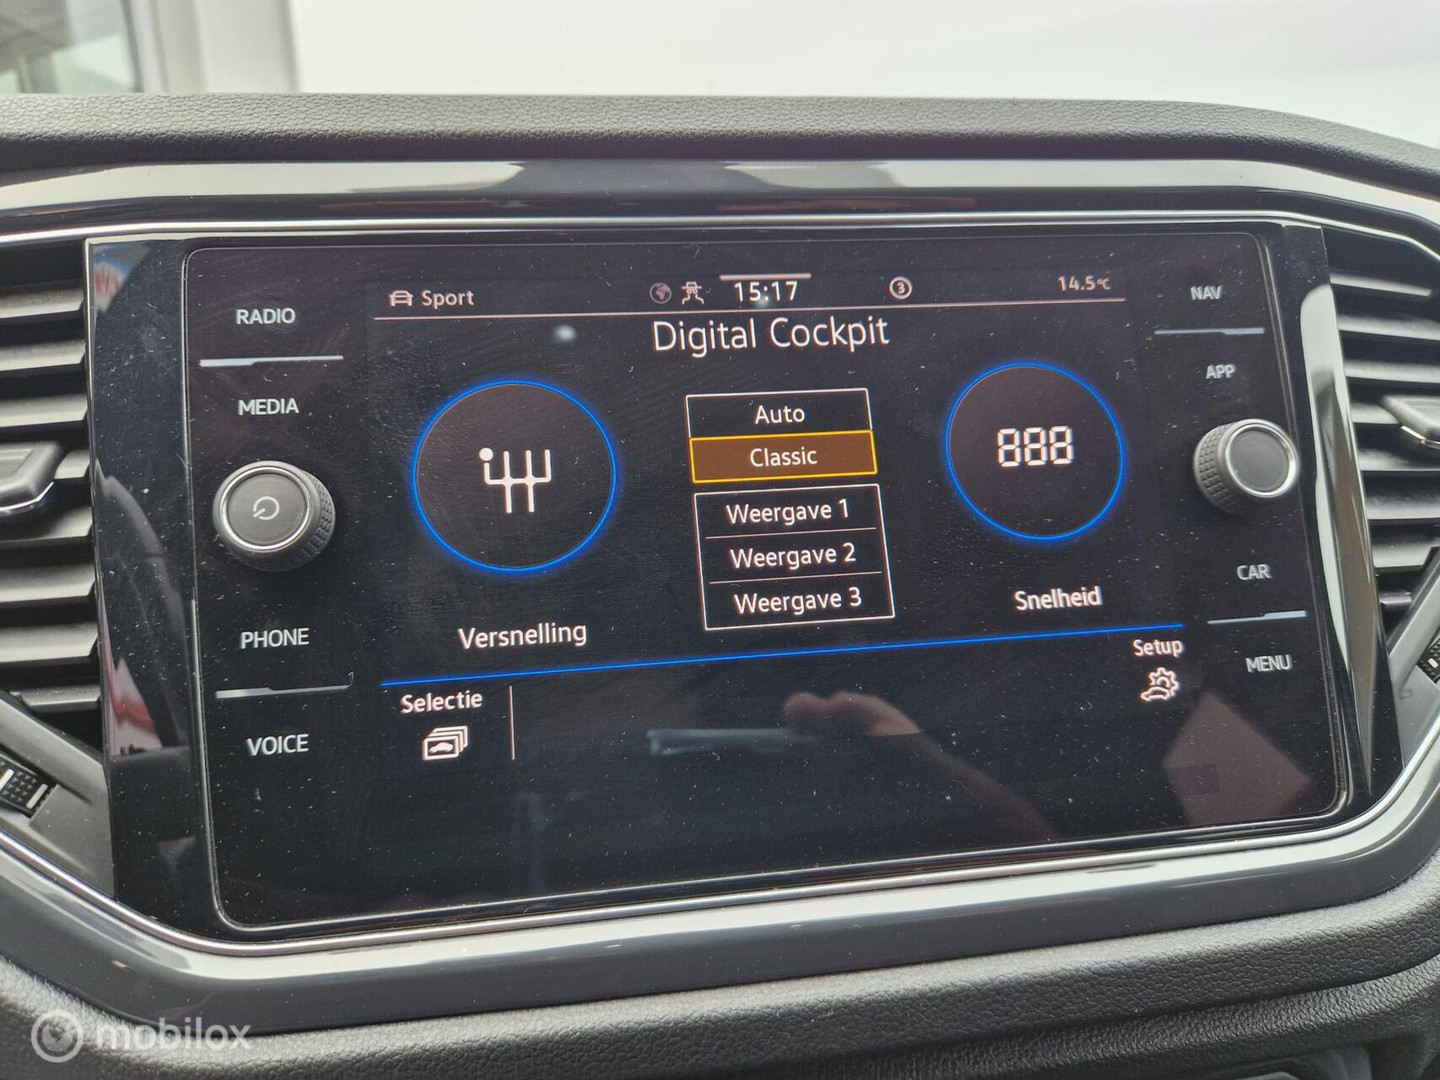 Sport
15:17
3
14.5°C
Digital Cockpit
RADIO
MEDIA
PHONE
VOICE
NAV
APP
CAR
MENU
Auto
Classic
Weergave 1
Weergave 2
Weergave 3
888
Versnelling
Snelheid
Selectie
Setup
mobilox